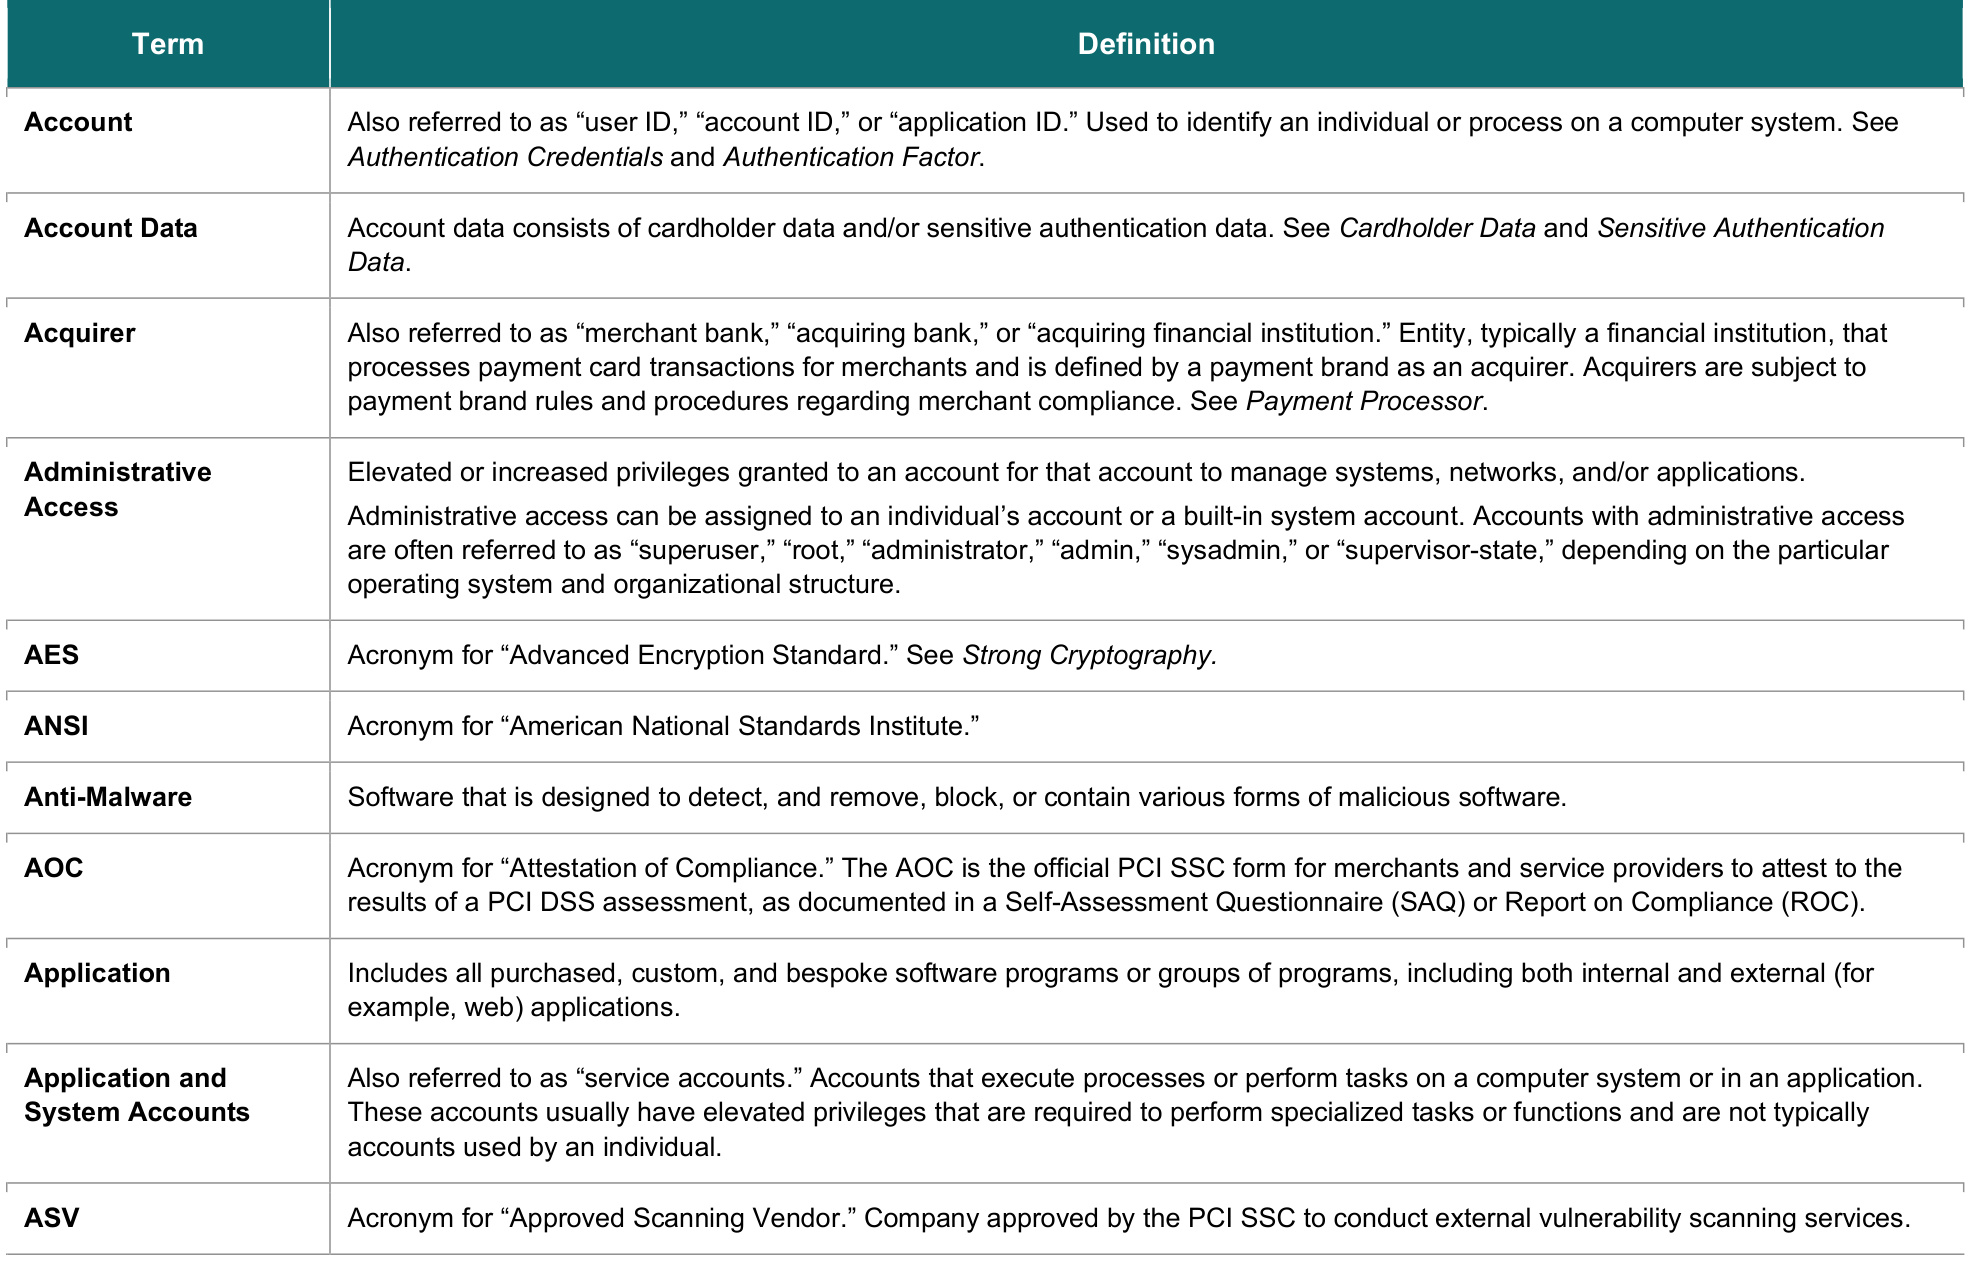 Term
Definition
Account
Also referred to as “user ID,” “account ID,” or “application ID.” Used to identify an individual or process on a computer system. See
Authentication Credentials and Authentication Factor.
Account Data
Account data consists of cardholder data and/or sensitive authentication data. See Cardholder Data and Sensitive Authentication
Data.
Acquirer
Also referred to as “merchant bank,” “acquiring bank,” or “acquiring financial institution.” Entity, typically a financial institution, that
processes payment card transactions for merchants and is defined by a payment brand as an acquirer. Acquirers are subject to
payment brand rules and procedures regarding merchant compliance. See Payment Processor.
Administrative
Access
Elevated or increased privileges granted to an account for that account to manage systems, networks, and/or applications.
Administrative access can be assigned to an individual’s account or a built-in system account. Accounts with administrative access
are often referred to as “superuser,” “root,” “administrator,” “admin,” “sysadmin,” or “supervisor-state,” depending on the particular
operating system and organizational structure.
AES
Acronym for “Advanced Encryption Standard.” See Strong Cryptography.
ANSI
Acronym for “American National Standards Institute.”
Anti-Malware
Software that is designed to detect, and remove, block, or contain various forms of malicious software.
AOC
Acronym for “Attestation of Compliance.” The AOC is the official PCI SSC form for merchants and service providers to attest to the
results of a PCI DSS assessment, as documented in a Self-Assessment Questionnaire (SAQ) or Report on Compliance (ROC).
Application
Includes all purchased, custom, and bespoke software programs or groups of programs, including both internal and external (for
example, web) applications.
Application and
System Accounts
Also referred to as “service accounts.” Accounts that execute processes or perform tasks on a computer system or in an application.
These accounts usually have elevated privileges that are required to perform specialized tasks or functions and are not typically
accounts used by an individual.
ASV
Acronym for “Approved Scanning Vendor.” Company approved by the PCI SSC to conduct external vulnerability scanning services.